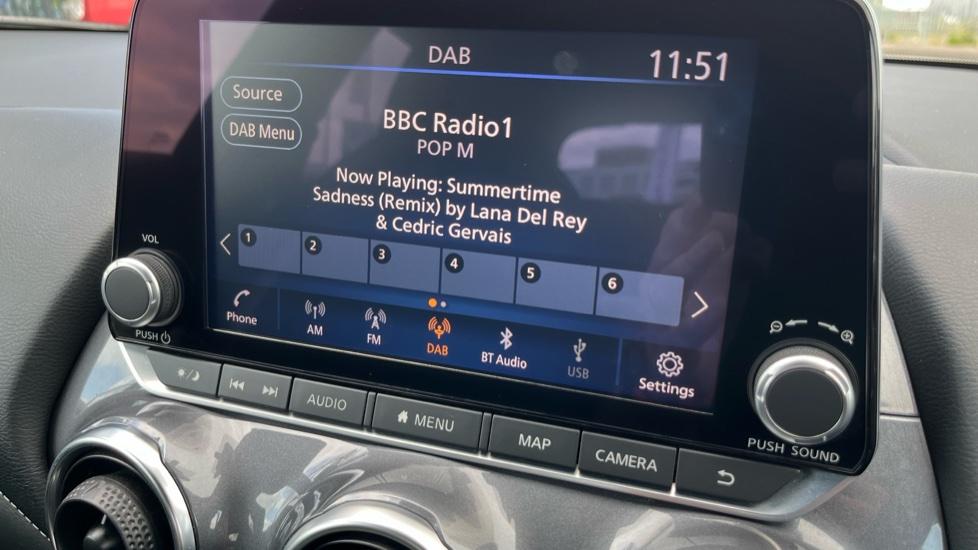 DAB
11:51
Source
DAB Menu
BBC Radio1
POP M
Now Playing: Summertime
Sadness (Remix) by Lana Del Rey
& Cedric Gervais
1 2 3 4 5 6
Phone
AM
FM
DAB
BT Audio
USB
Settings
VOL
PUSH
PUSH SOUND
AUDIO
MENU
MAP
CAMERA